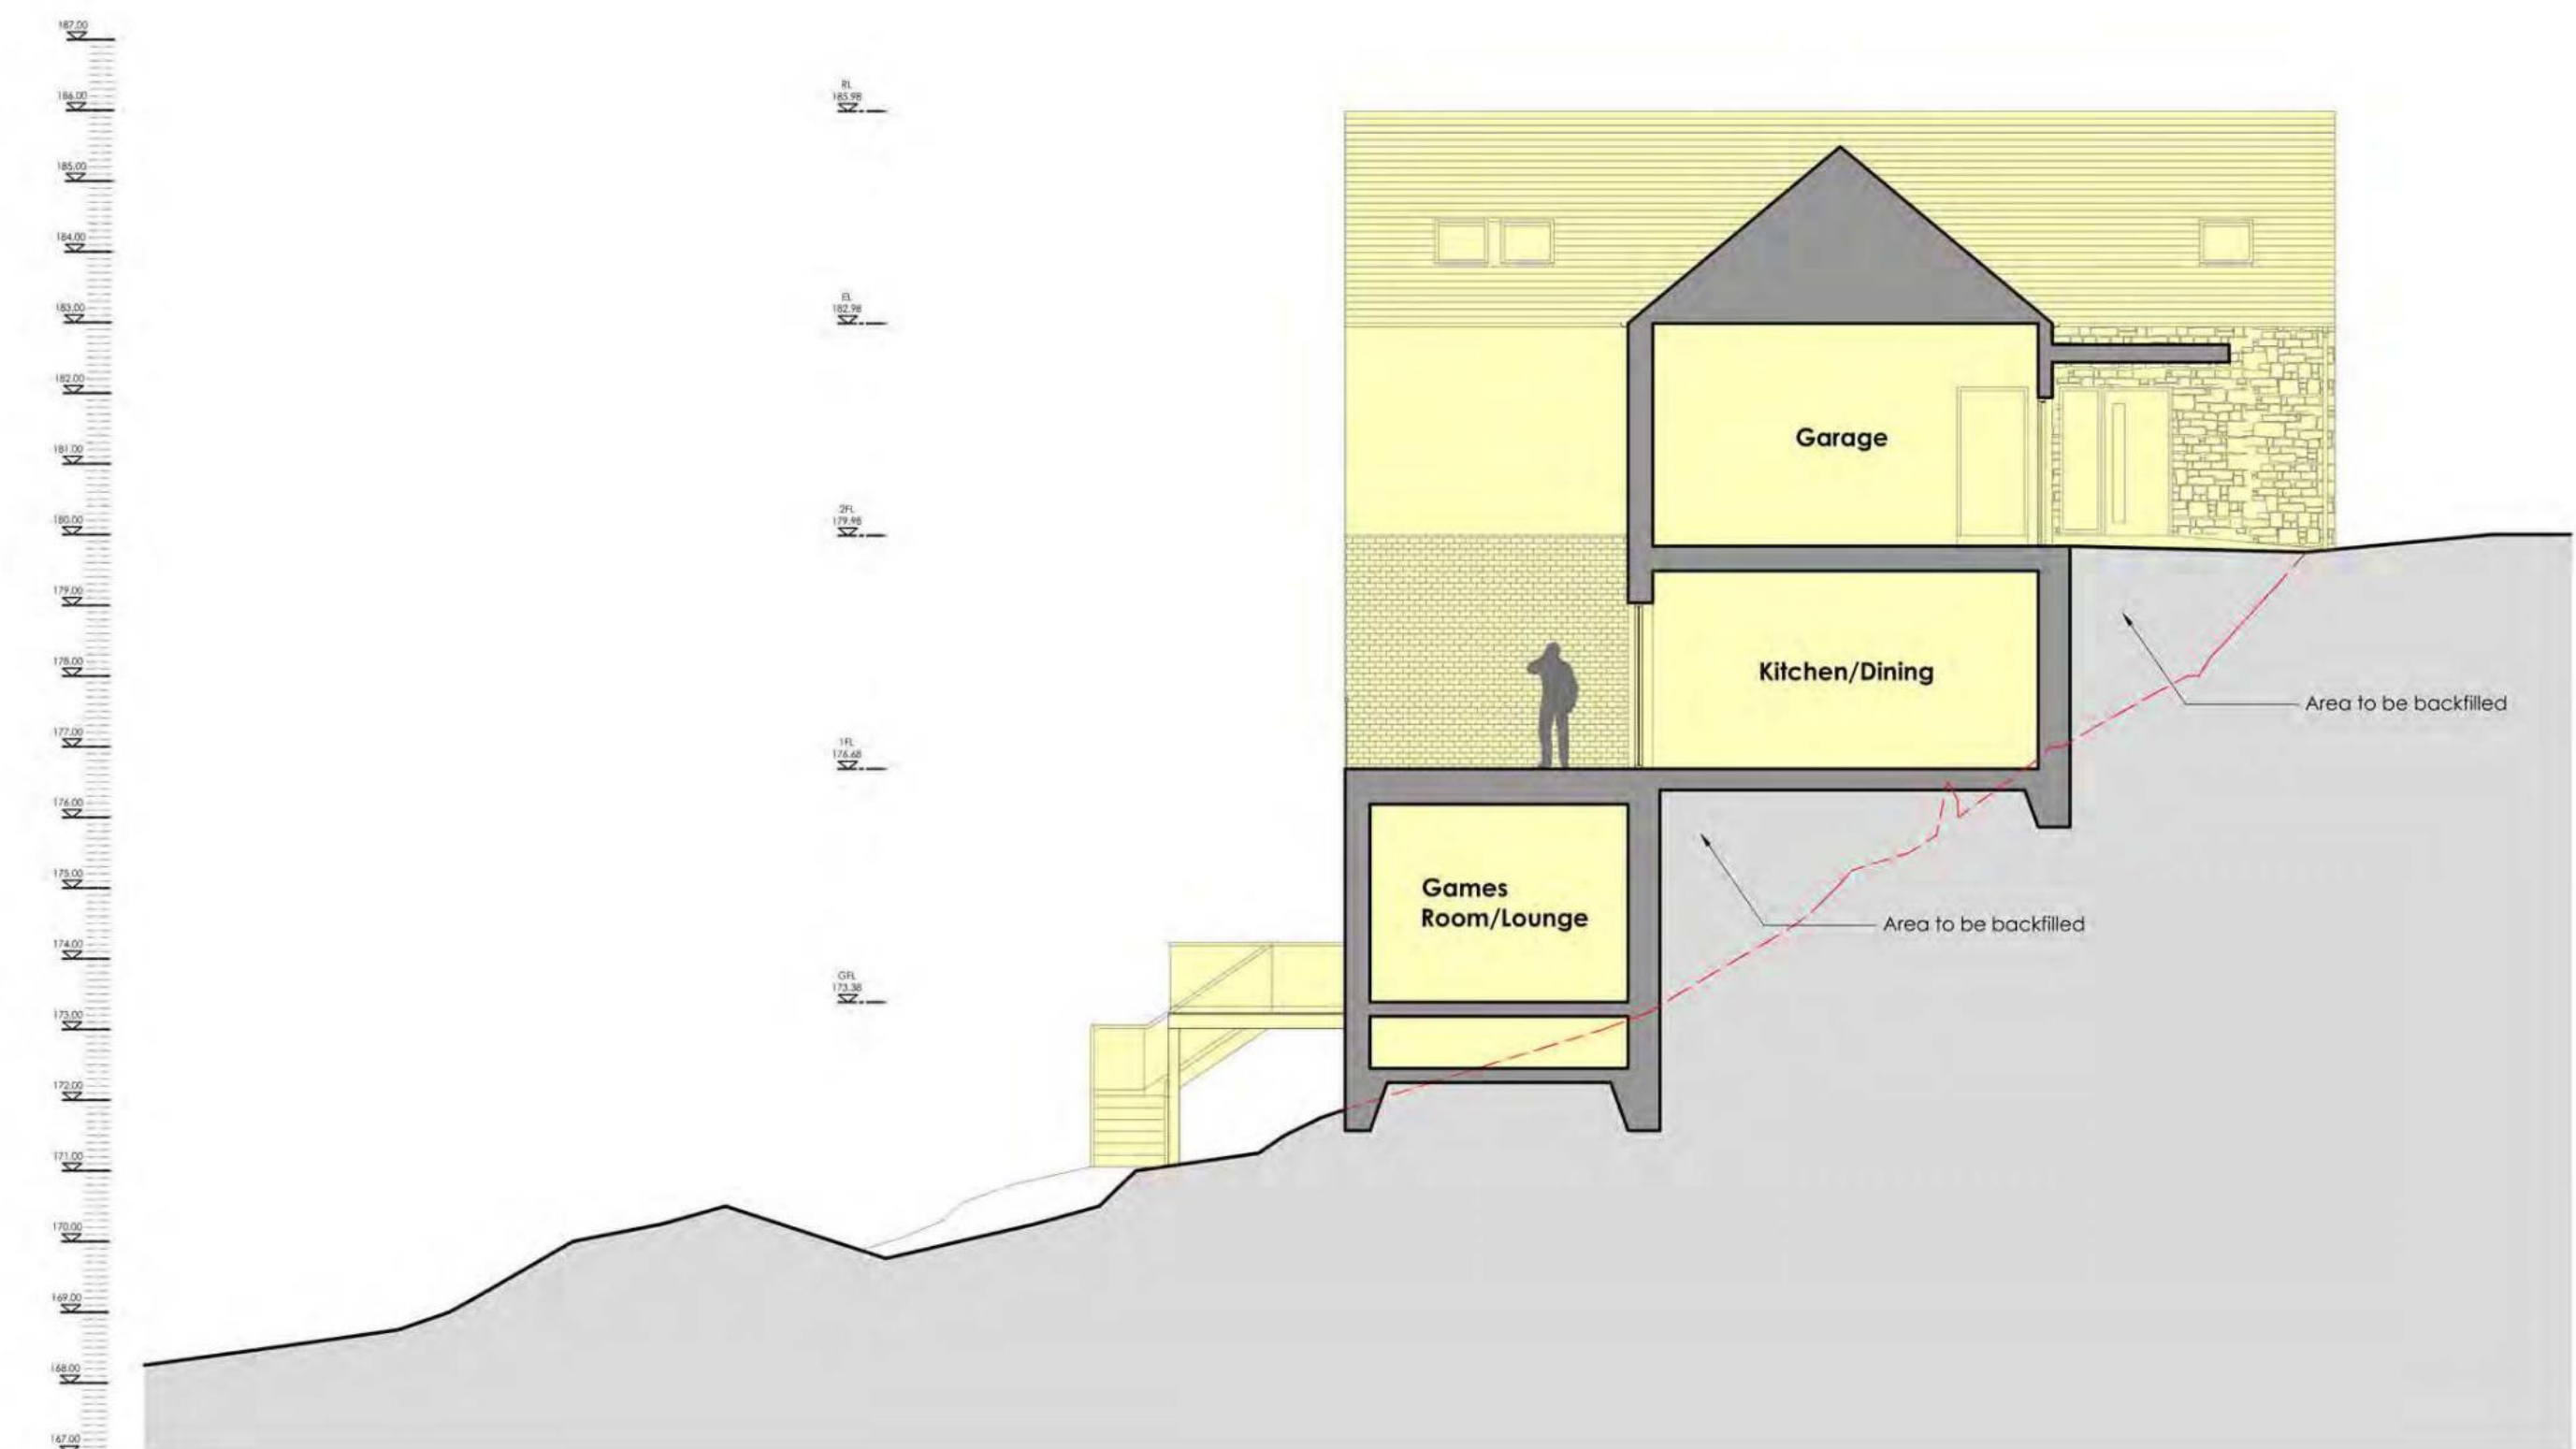 187.00
186.00
185.00
184.00
183.00
182.00
181.00
180.00
179.00
178.00
177.00
176.00
175.00
174.00
173.00
172.00
171.00
170.00
169.00
168.00
167.00
RL
185.98
EL
182.98
2FL
179.98
1FL
176.68
GFL
173.38
Garage
Kitchen/Dining
Area to be backfilled
Games
Room/Lounge
Area to be backfilled